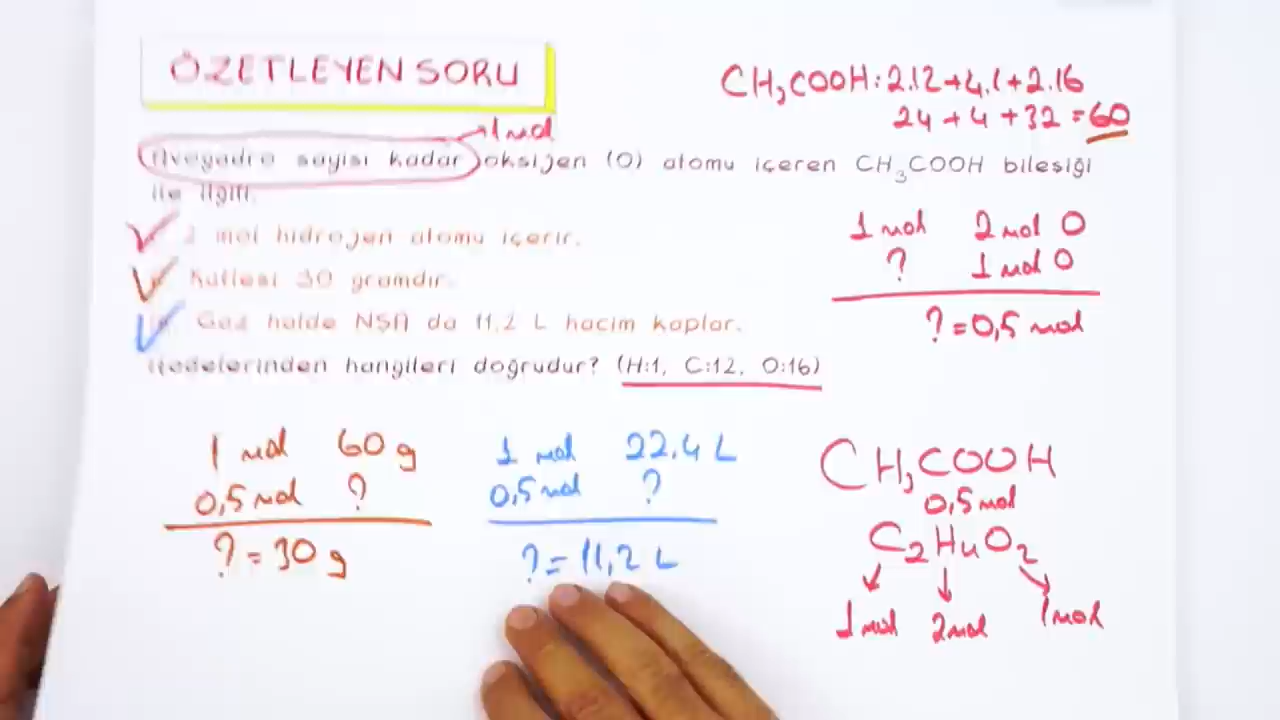 ÖZETLEYEN SORU
CH₃COOH: 2.12 + 4.1 + 2.16
24 + 4 + 32 = 60
1 mol
Avogadro sayısı kadar oksijen (O) atomu içeren CH₃COOH bileşiği
ile ilgili,
2 mol hidrojen atomu içerir.
Kütlesi 30 gramdır.
Gaz halde NŞA da 11,2 L hacim kaplar.
ifadelerinden hangileri doğrudur? (H:1, C:12, O:16)
1 mol 2 mol O
? 1 mol O
? = 0,5 mol
1 mol 60 g
0,5 mol ?
? = 30 g
1 mol 22,4 L
0,5 mol ?
? = 11,2 L
CH₃COOH
0,5 mol
C₂H₄O₂
1 mol 2 mol 1 mol